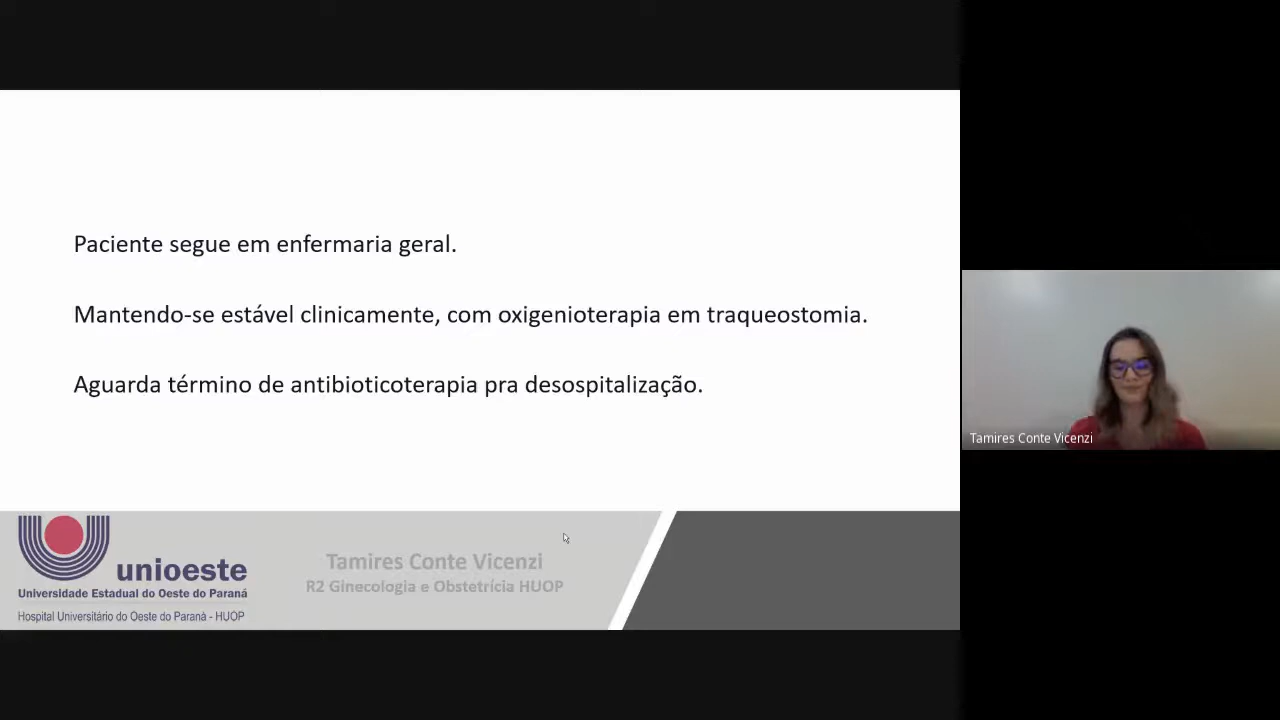 Paciente segue em enfermaria geral.
Mantendo-se estável clinicamente, com oxigenioterapia em traqueostomia.
Aguarda término de antibioticoterapia pra desospitalização.
Tamires Conte Vicenzi
unioeste
Universidade Estadual do Oeste do Paraná
Hospital Universitário do Oeste do Paraná - HUOP
Tamires Conte Vicenzi
R2 Ginecologia e Obstetrícia HUOP